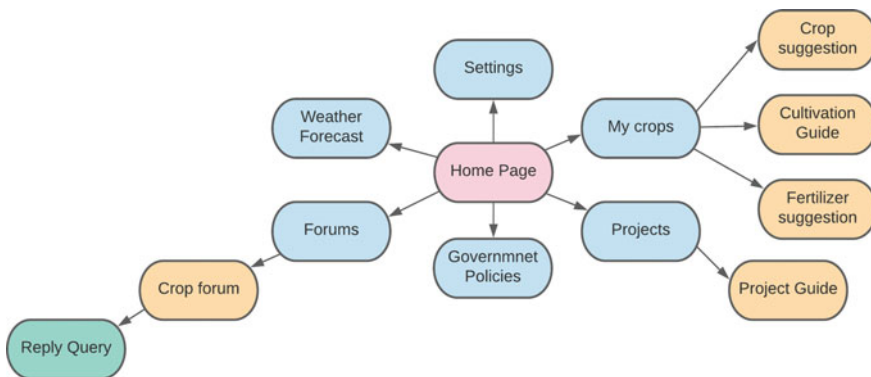 Crop
suggestion
Settings
Weather
Forecast
My crops
Cultivation
Guide
Home Page
Fertilizer
suggestion
Forums
Projects
Governmnet
Policies
Crop forum
Project Guide
Reply Query